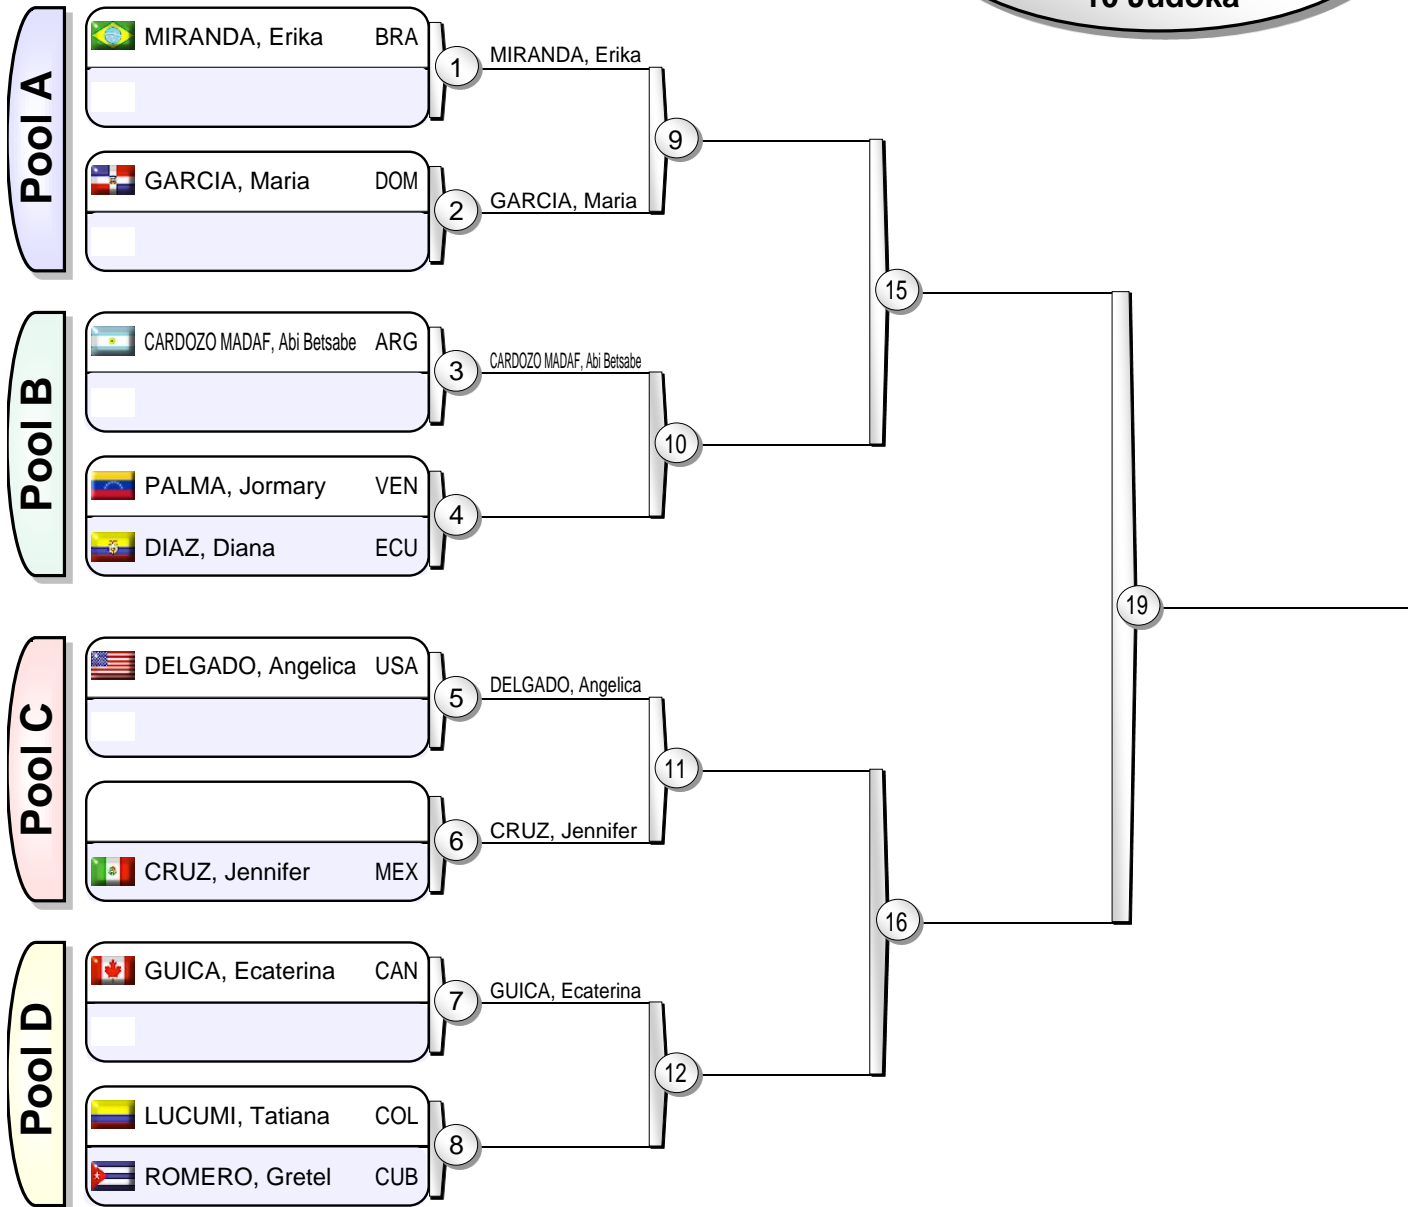 10 Judoka
Pool A
MIRANDA, Erika BRA
1
MIRANDA, Erika
9
GARCIA, Maria DOM
2
GARCIA, Maria
15
Pool B
CARDOZO MADAF, Abi Betsabe ARG
3
CARDOZO MADAF, Abi Betsabe
10
PALMA, Jormary VEN
4
DIAZ, Diana ECU
19
Pool C
DELGADO, Angelica USA
5
DELGADO, Angelica
11
6
CRUZ, Jennifer
CRUZ, Jennifer MEX
16
Pool D
GUICA, Ecaterina CAN
7
GUICA, Ecaterina
12
LUCUMI, Tatiana COL
8
ROMERO, Gretel CUB